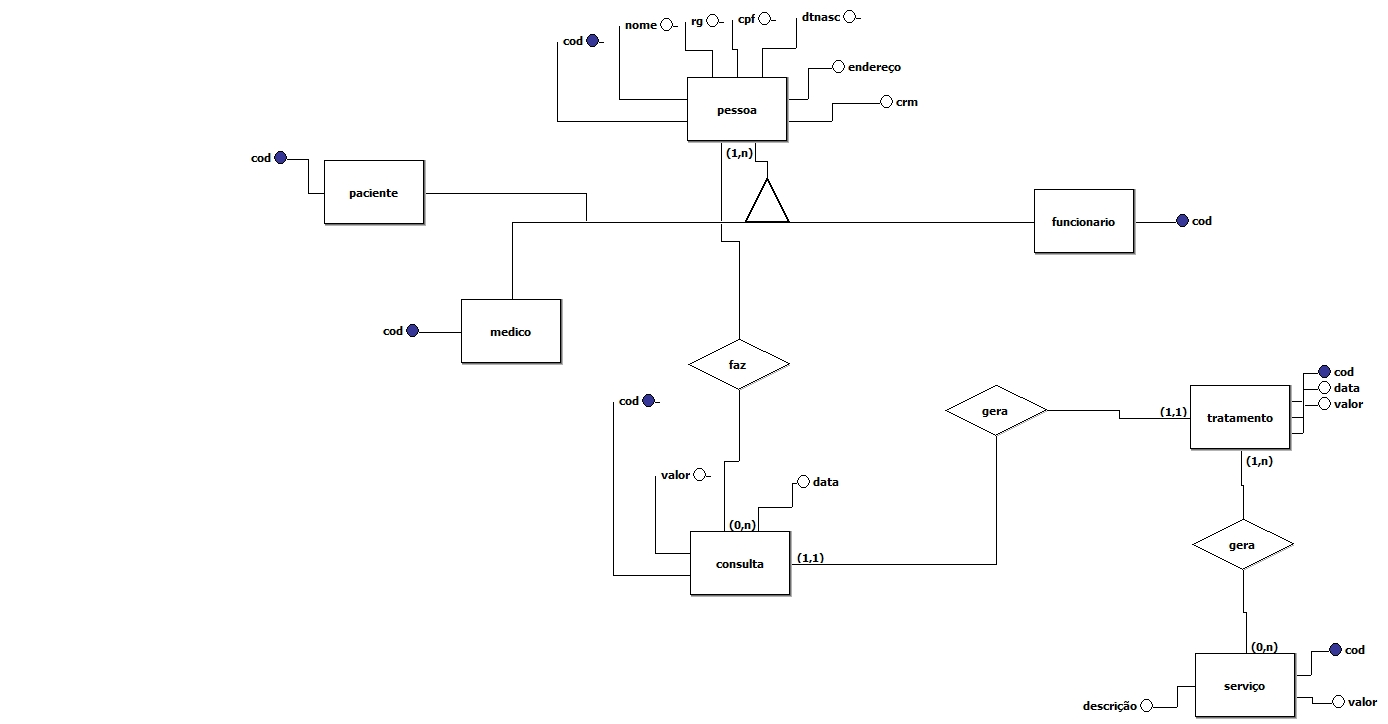 dtnasc
cpf
rg
nome
cod
endereço
crm
pessoa
(1,n)
cod
paciente
funcionario
cod
cod
medico
faz
cod
data
valor
cod
gera
(1,1)
tratamento
(1,n)
valor
data
(0,n)
consulta
(1,1)
gera
(0,n)
cod
serviço
descrição
valor